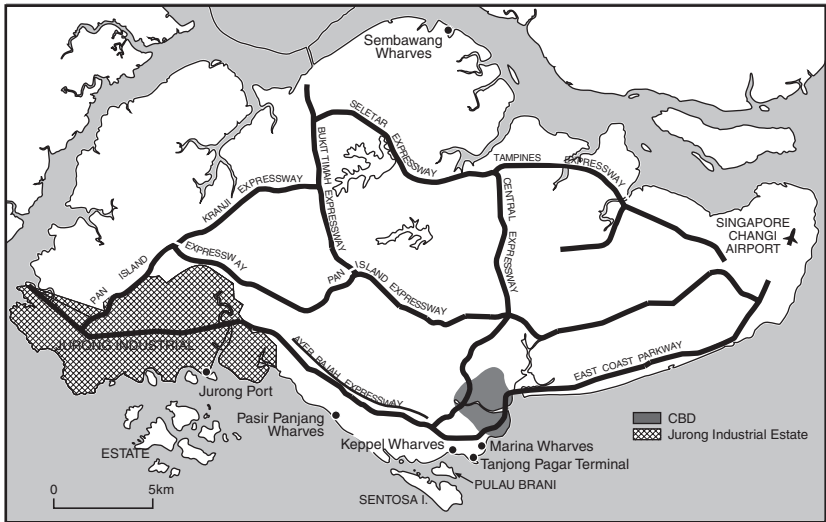 Sembawang
Wharves
SELETAR EXPRESSWAY
BUKIT TIMAH EXPRESSWAY
TAMPINES EXPRESSWAY
KRANJI EXPRESSWAY
CENTRAL EXPRESSWAY
SINGAPORE
CHANGI
AIRPORT
PAN ISLAND EXPRESSWAY
PAN ISLAND EXPRESSWAY
JURONG INDUSTRIAL
AYER RAJAH EXPRESSWAY
EAST COAST PARKWAY
Jurong Port
Pasir Panjang
Wharves
CBD
Jurong Industrial Estate
Keppel Wharves
Marina Wharves
ESTATE
Tanjong Pagar Terminal
PULAU BRANI
0 5km
SENTOSA I.